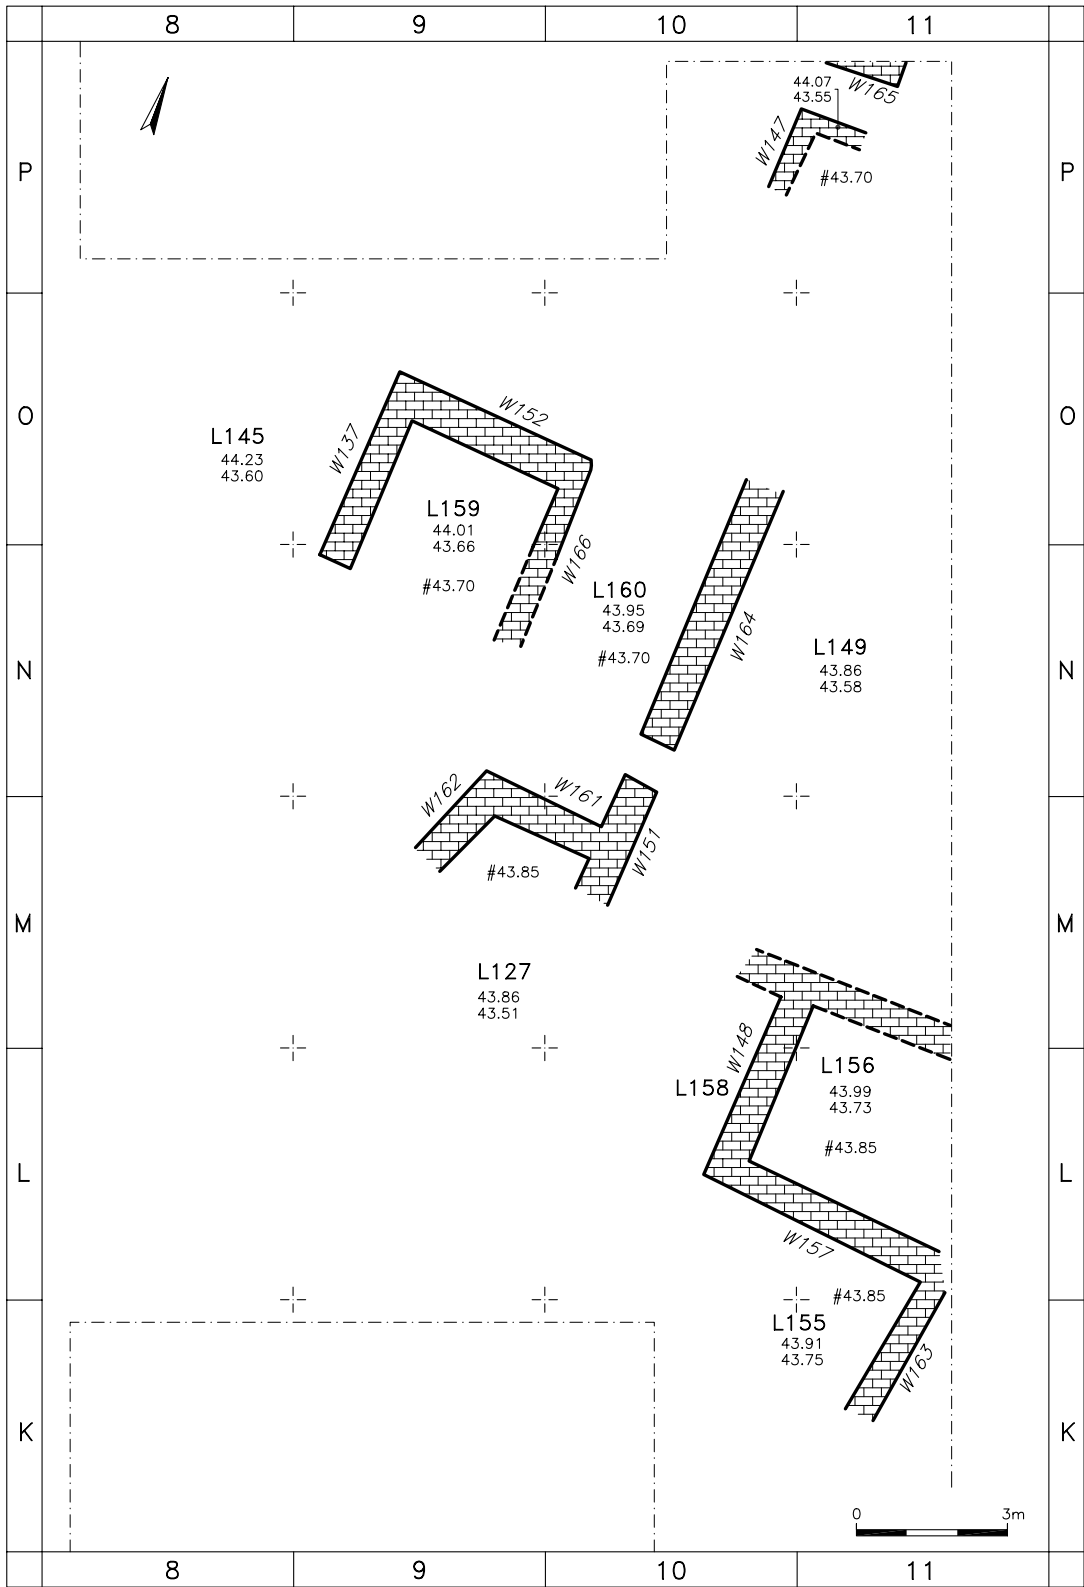 8 9 10 11
W165
44.07
43.55
W147
P P
#43.70
W152
O O
L145
44.23
43.60
W137
L159
44.01
43.66
#43.70
W166
L160
43.95
43.69
#43.70
W164
L149
43.86
43.58
N N
W162
W161
W151
#43.85
M M
L127
43.86
43.51
W148
L158
L156
43.99
43.73
#43.85
L L
W157
#43.85
L155
43.91
43.75
W163
K K
0 3m
8 9 10 11